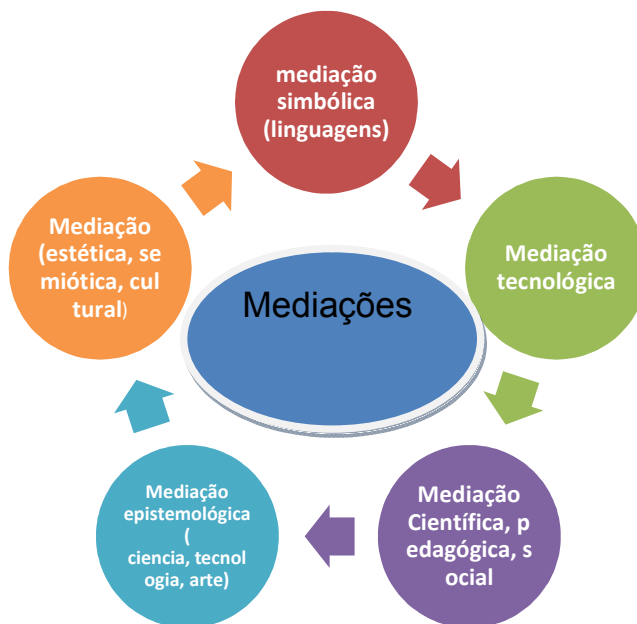 mediação
simbólica
(linguagens)
Mediação
tecnológica
Mediação
Científica, p
edagógica, s
ocial
Mediação
epistemológica
(
ciencia, tecnol
ogia, arte)
Mediação
(estética, se
miótica, cul
tural)
Mediações